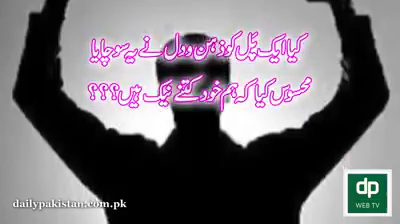 کیا ایک پَل کو ذہن و دل نے یہ سوچا یا
محسوس کیا کہ ہم خود کتنے نیک ہیں؟؟؟
dp
WEB TV
dailypakistan.com.pk